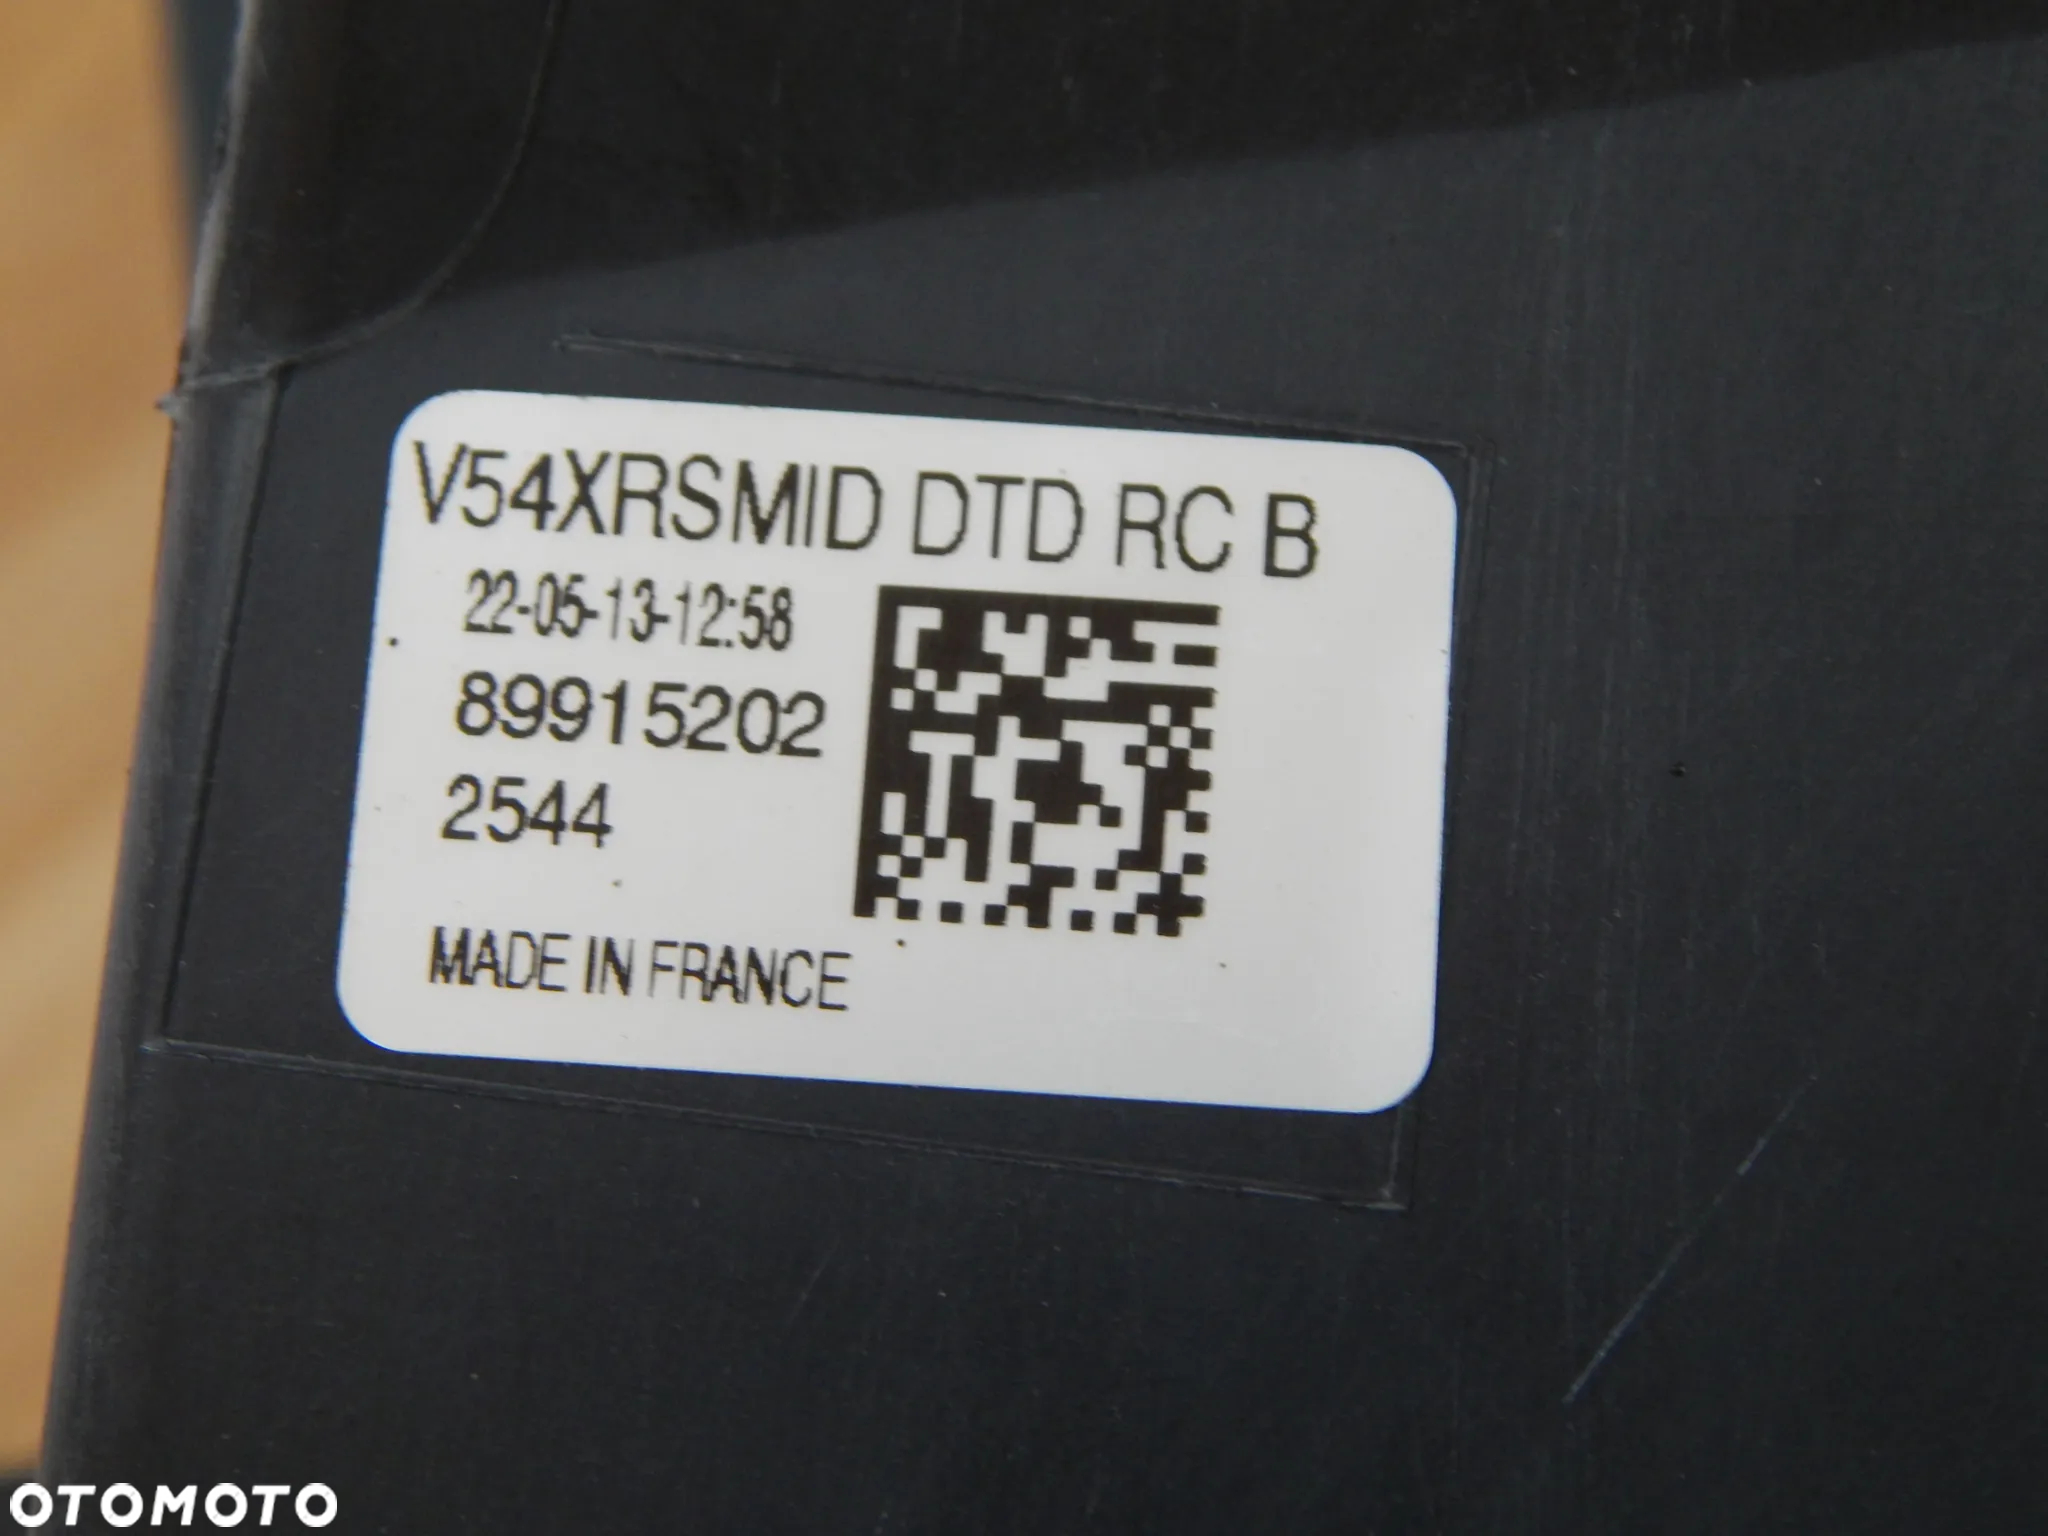 V54XRSMID DTD RC B
22-05-13-12:58
89915202
2544
MADE IN FRANCE
OTOMOTO